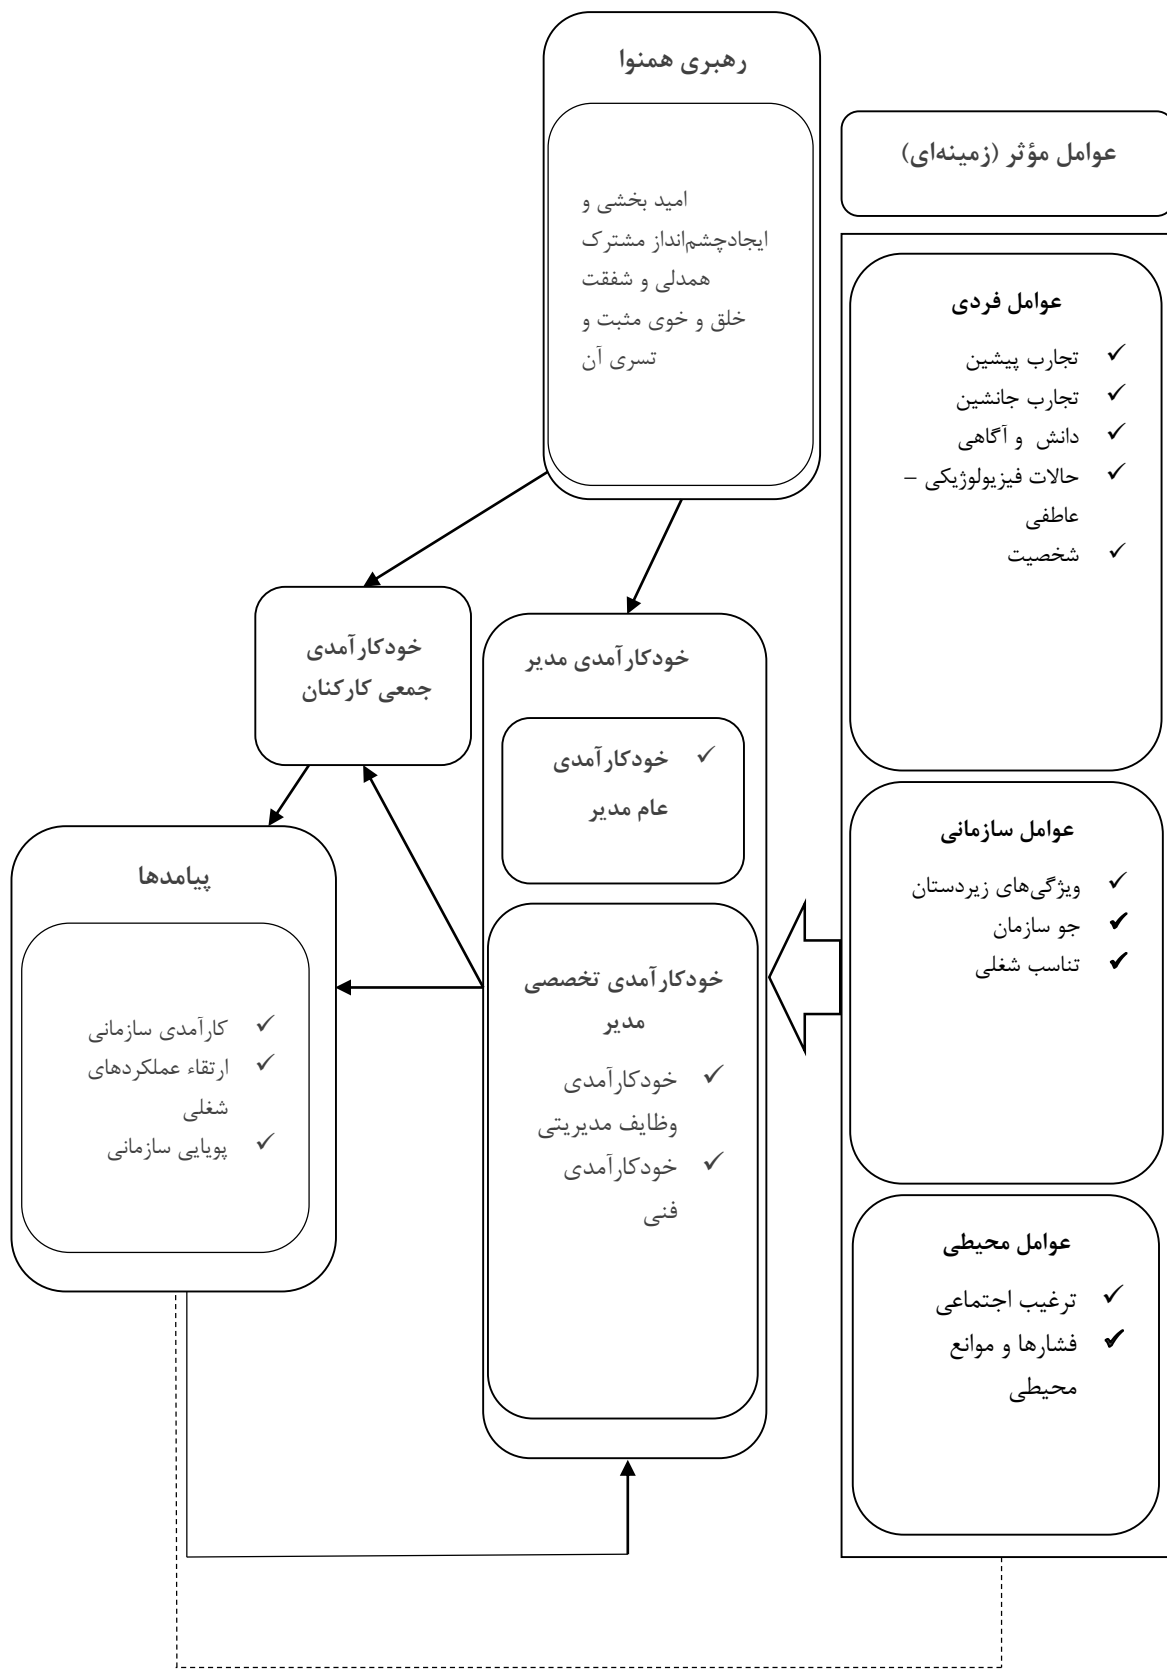 رهبری همنوا
امید بخشی و
ایجادچشم‌انداز مشترک
همدلی و شفقت
خلق و خوی مثبت و
تسری آن
عوامل مؤثر (زمینه‌ای)
عوامل فردی
✓ تجارب پیشین
✓ تجارب جانشین
✓ دانش و آگاهی
✓ حالات فیزیولوژیکی –
عاطفی
✓ شخصیت
عوامل سازمانی
✓ ویژگی‌های زیردستان
✔ جو سازمان
✔ تناسب شغلی
عوامل محیطی
✓ ترغیب اجتماعی
✔ فشارها و موانع
محیطی
خودکارآمدی مدیر
✓ خودکارآمدی
عام مدیر
خودکارآمدی تخصصی
مدیر
✓ خودکارآمدی
وظایف مدیریتی
✓ خودکارآمدی
فنی
خودکارآمدی
جمعی کارکنان
پیامدها
✓ کارآمدی سازمانی
✓ ارتقاء عملکردهای
شغلی
✓ پویایی سازمانی